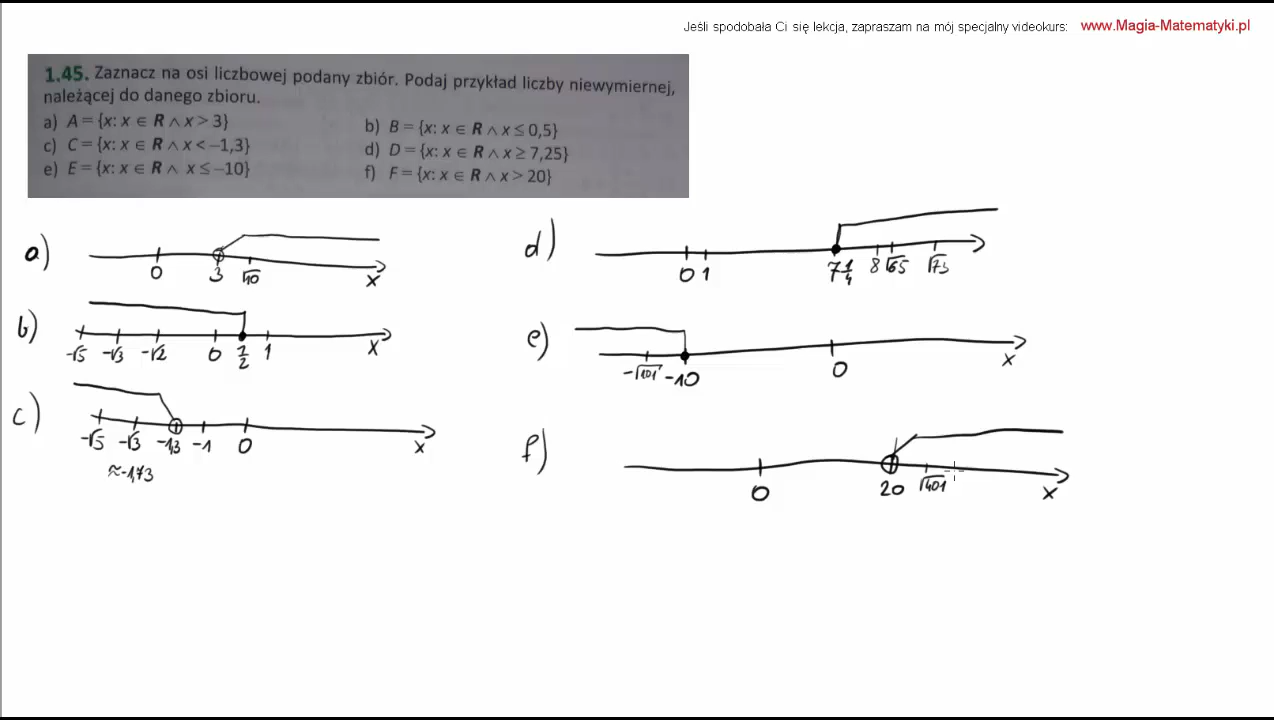 Jeśli spodobała Ci się lekcja, zapraszam na mój specjalny videokurs: www.Magia-Matematyki.pl
1.45. Zaznacz na osi liczbowej podany zbiór. Podaj przykład liczby niewymiernej,
należącej do danego zbioru.
a) A = {x: x ∈ R ∧ x > 3}
b) B = {x: x ∈ R ∧ x ≤ 0,5}
c) C = {x: x ∈ R ∧ x < –1,3}
d) D = {x: x ∈ R ∧ x ≥ 7,25}
e) E = {x: x ∈ R ∧ x ≤ –10}
f) F = {x: x ∈ R ∧ x > 20}
a)
0 3 √10 x
b)
-√5 -√3 -√2 0 1/2 1 x
c)
-√5 -√3 -1,3 -1 0 x
≈-1,73
d)
0 1 7 1/4 8 √65 √73
e)
-√101 -10 0 x
f)
0 20 √401 x